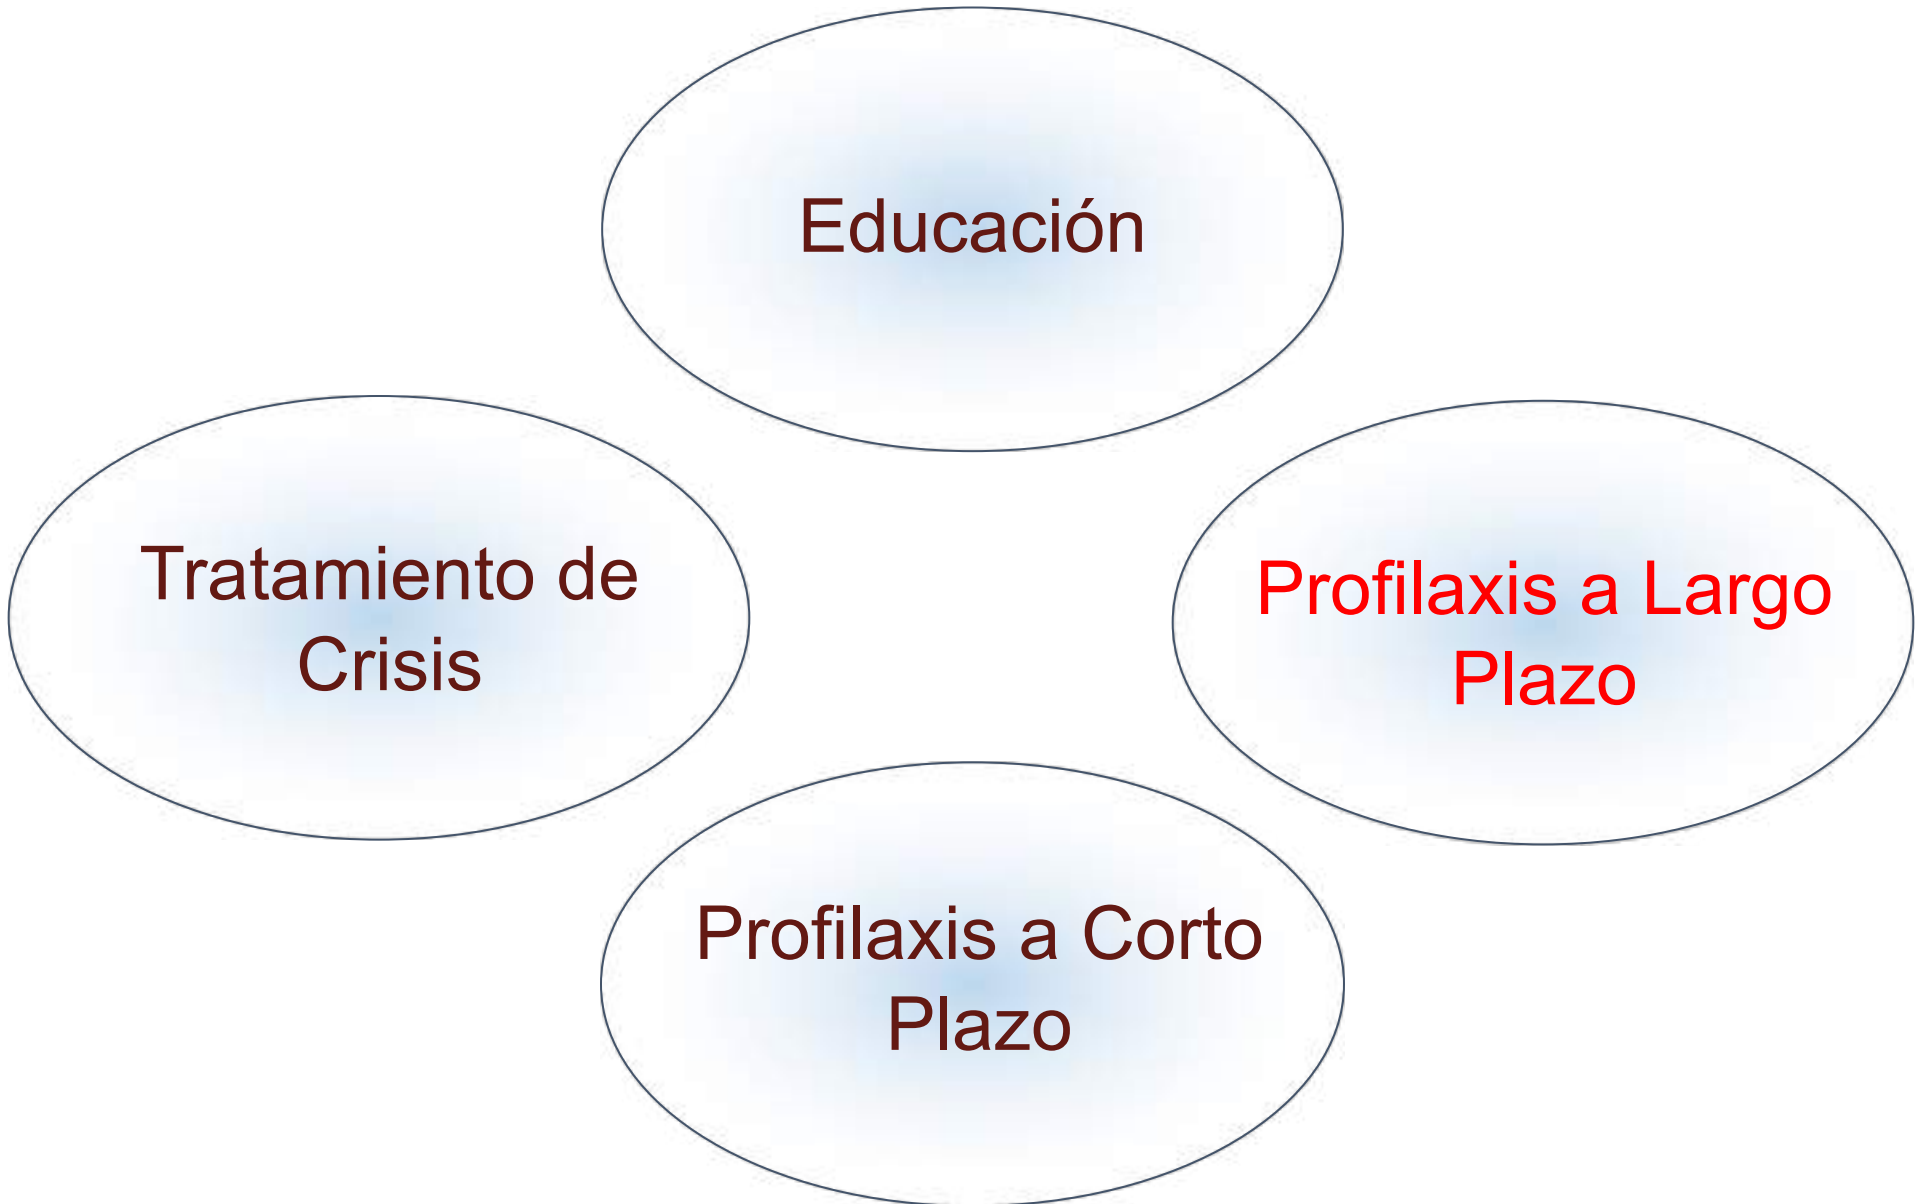 Educación
Tratamiento de
Crisis
Profilaxis a Largo
Plazo
Profilaxis a Corto
Plazo